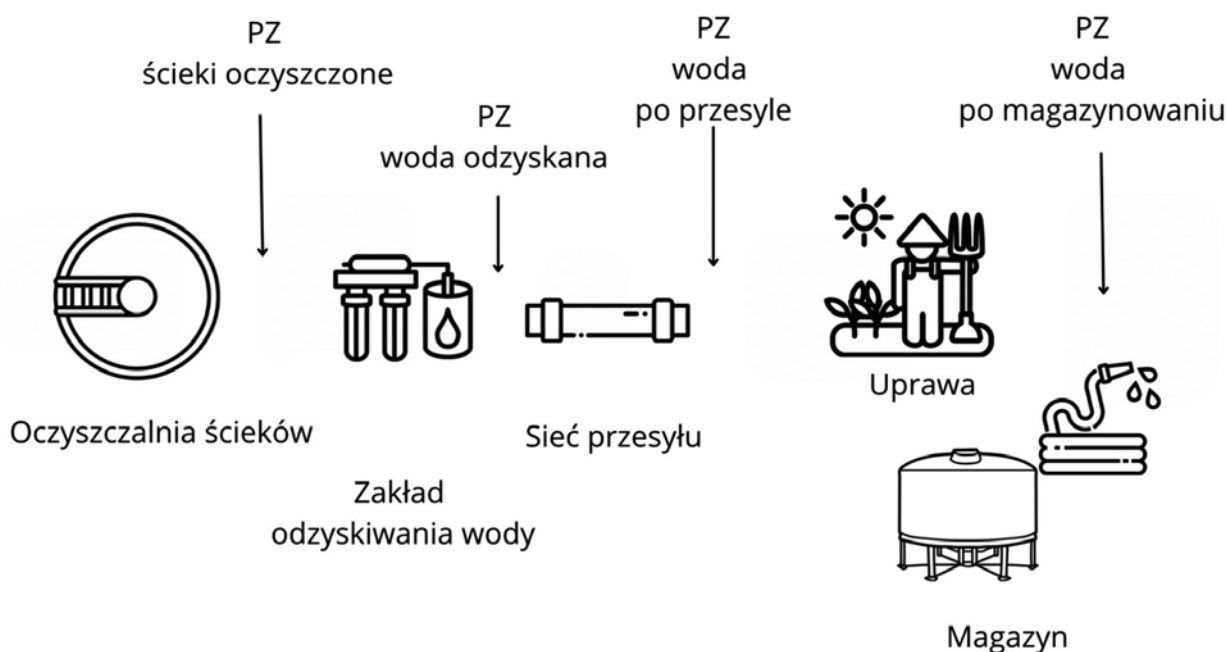 PZ
ścieki oczyszczone
PZ
woda odzyskana
PZ
woda
po przesyle
PZ
woda
po magazynowaniu
Oczyszczalnia ścieków
Zakład
odzyskiwania wody
Sieć przesyłu
Uprawa
Magazyn